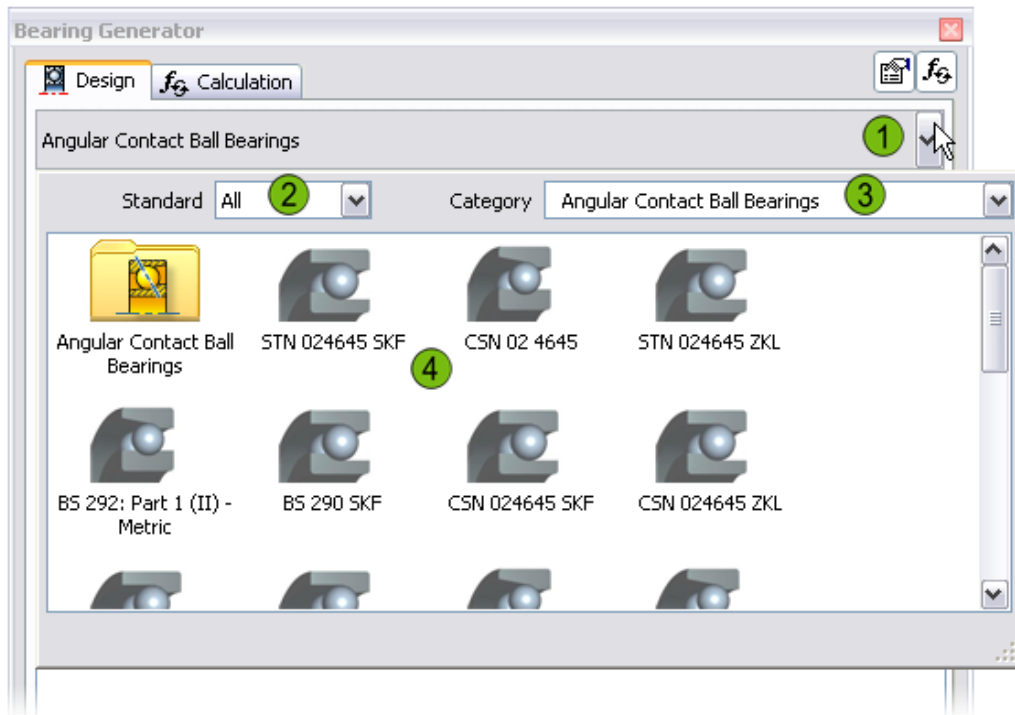 Bearing Generator
Design
Calculation
Angular Contact Ball Bearings
1
Standard All 2
Category Angular Contact Ball Bearings 3
Angular Contact Ball
Bearings
STN 024645 SKF
CSN 02 4645
STN 024645 ZKL
4
BS 292: Part 1 (II) -
Metric
BS 290 SKF
CSN 024645 SKF
CSN 024645 ZKL